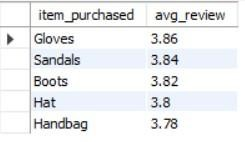 item_purchased avg_review
Gloves 3.86
Sandals 3.84
Boots 3.82
Hat 3.8
Handbag 3.78